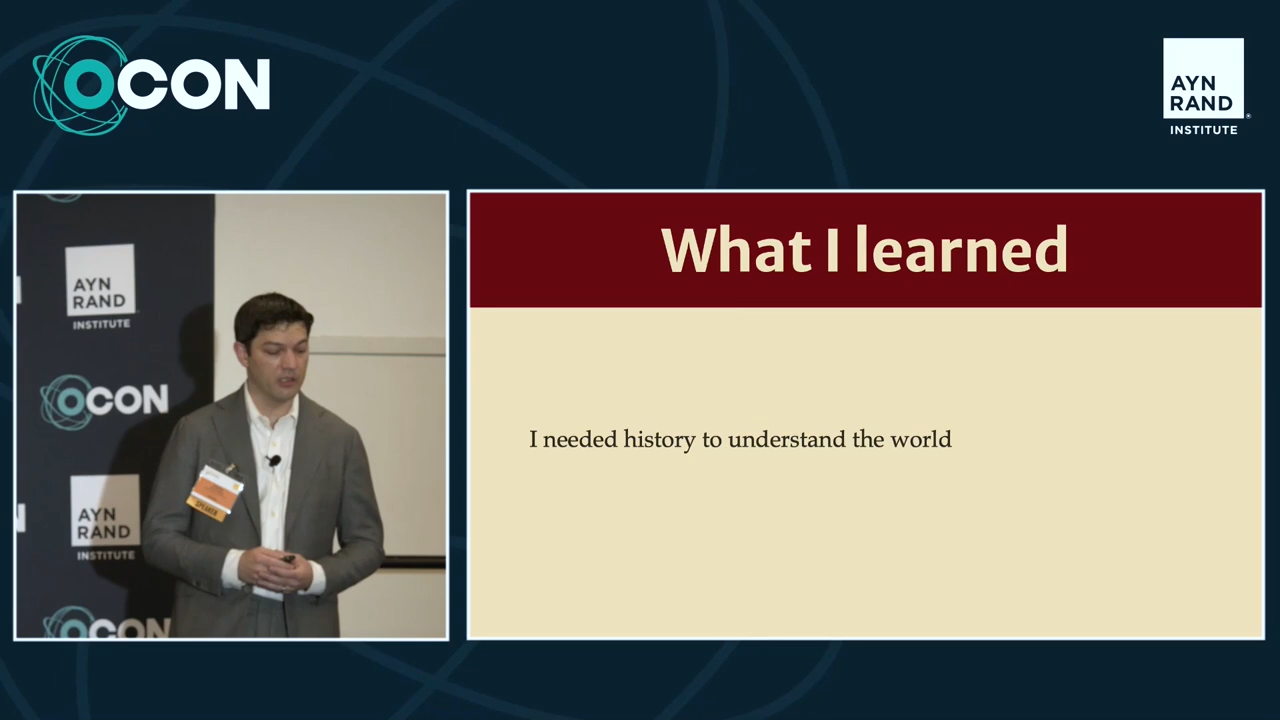 OCON
AYN
RAND
INSTITUTE
What I learned
I needed history to understand the world
AYN
RAND
INSTITUTE
OCON
SPEAKER
AYN
RAND
INSTITUTE
OCON